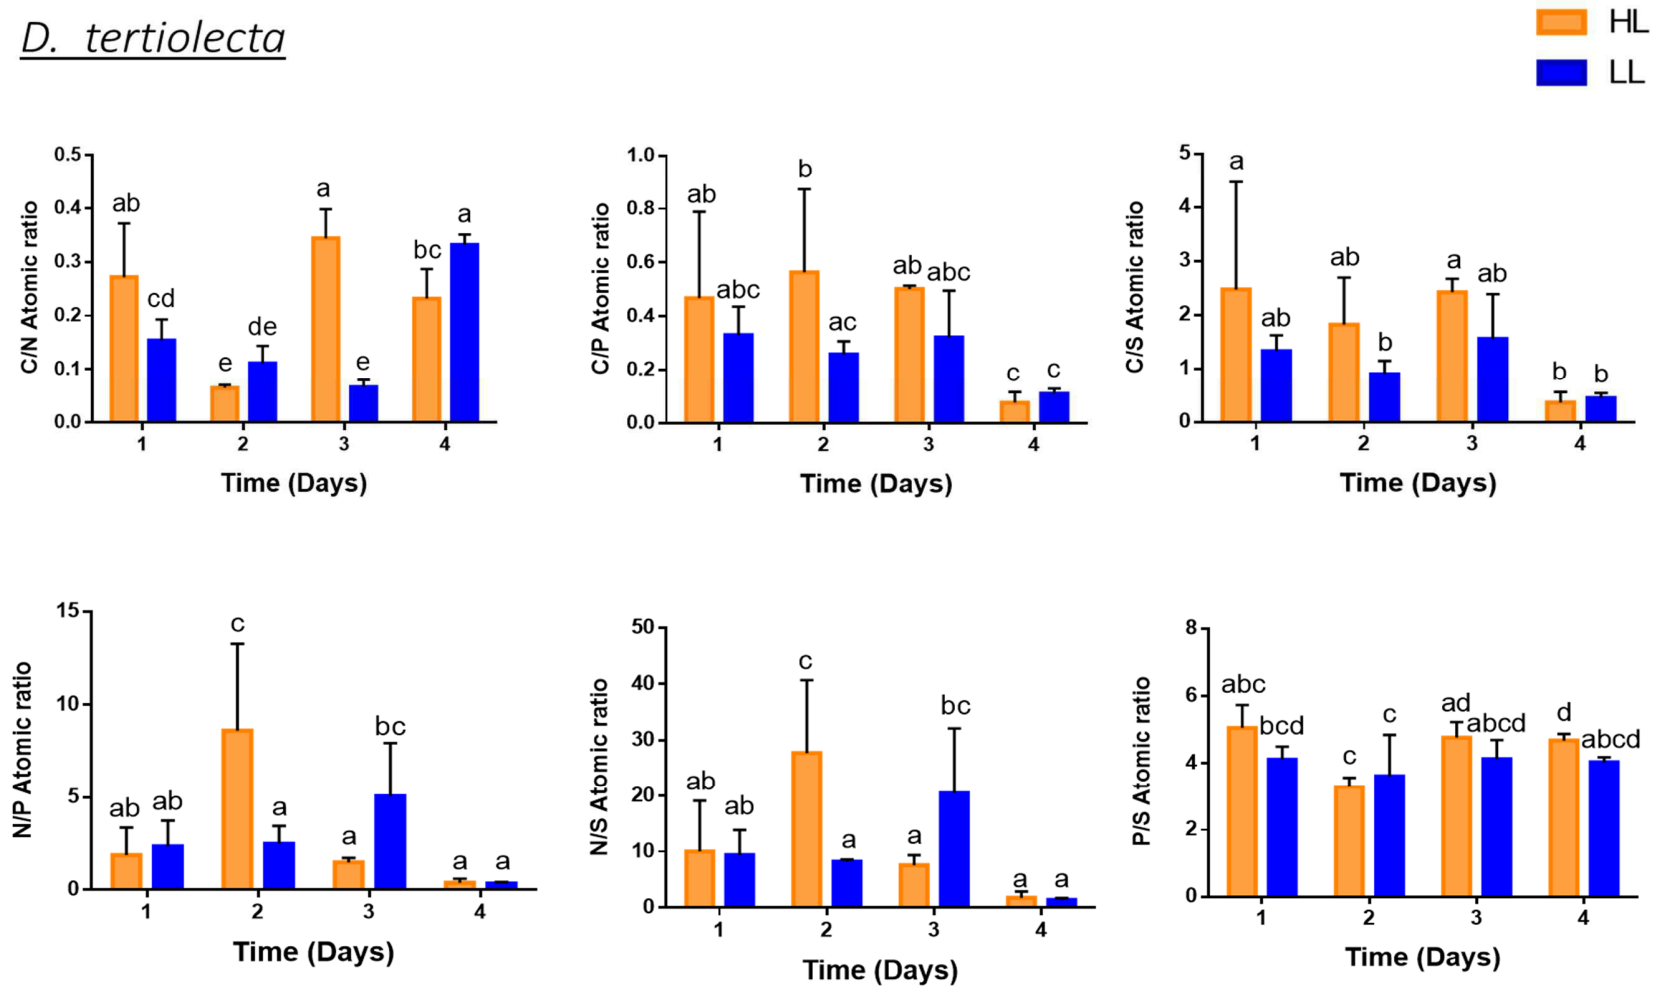 D. tertiolecta
HL
LL
C/N Atomic ratio
0.5
0.4
0.3
0.2
0.1
0.0
ab
cd
e
de
a
e
bc
a
1 2 3 4
Time (Days)
C/P Atomic ratio
1.0
0.8
0.6
0.4
0.2
0.0
ab
abc
b
ac
ab
abc
c
c
1 2 3 4
Time (Days)
C/S Atomic ratio
5
4
3
2
1
0
a
ab
ab
b
a
ab
b
b
1 2 3 4
Time (Days)
N/P Atomic ratio
15
10
5
0
ab
ab
c
a
a
bc
a
a
1 2 3 4
Time (Days)
N/S Atomic ratio
50
40
30
20
10
0
ab
ab
c
a
a
bc
a
a
1 2 3 4
Time (Days)
P/S Atomic ratio
8
6
4
2
0
abc
bcd
c
c
ad
abcd
d
abcd
1 2 3 4
Time (Days)